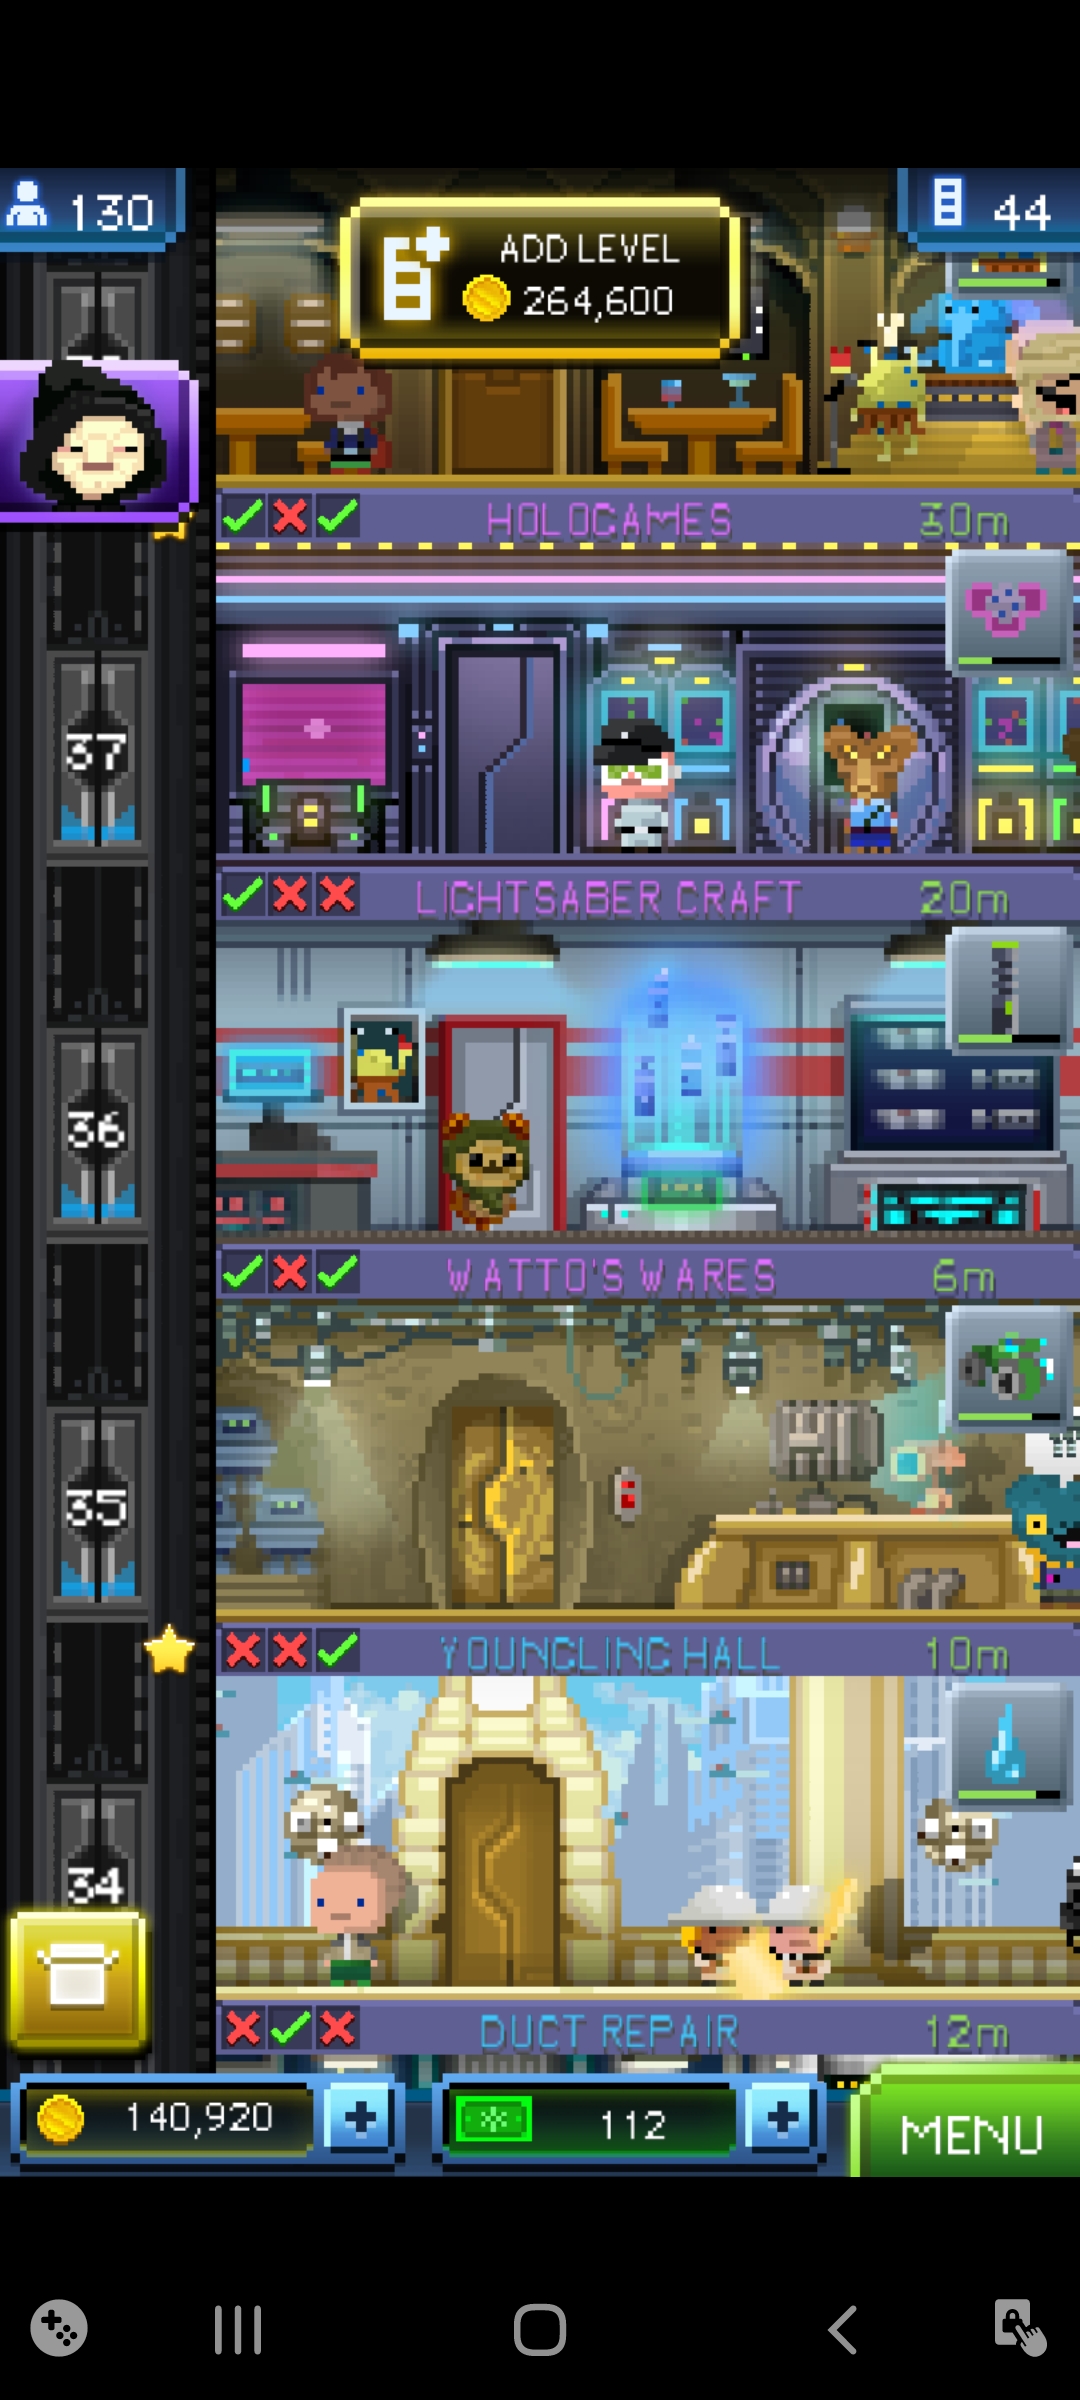 130
44
ADD LEVEL
264,600
HOLOGAMES 30m
37
LIGHTSABER CRAFT 20m
36
WATTO'S WARES 6m
35
YOUNGLING HALL 10m
34
DUCT REPAIR 12m
140,920
112
MENU